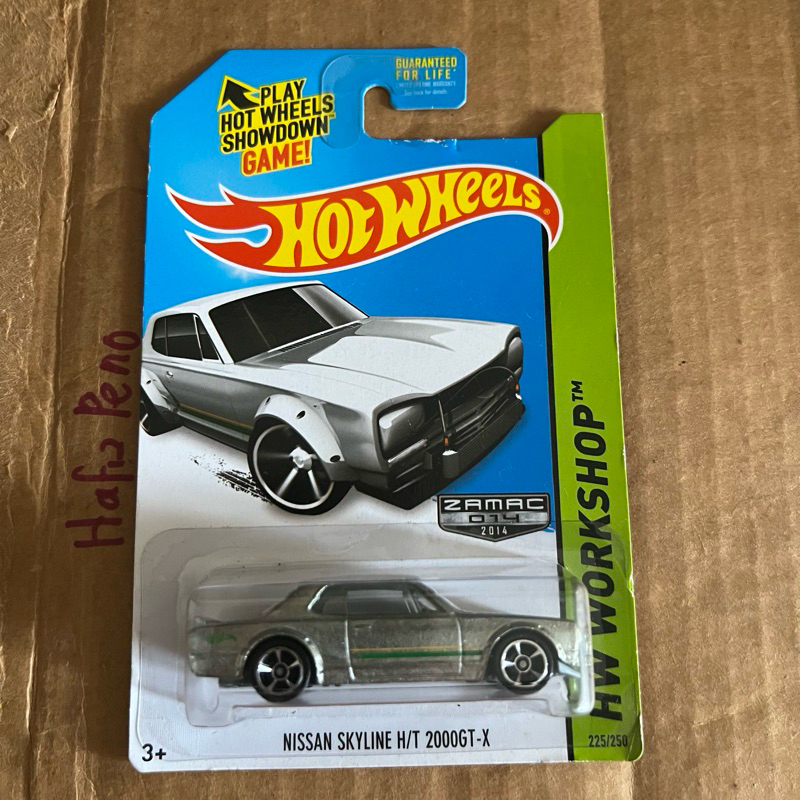 PLAY
HOT WHEELS
SHOWDOWN™
GAME!
GUARANTEED
FOR LIFE*
HOT WHEELS®
Hafiz Peno
ZAMAC
014
2014
HW WORKSHOP™
3+
NISSAN SKYLINE H/T 2000GT-X
225/250